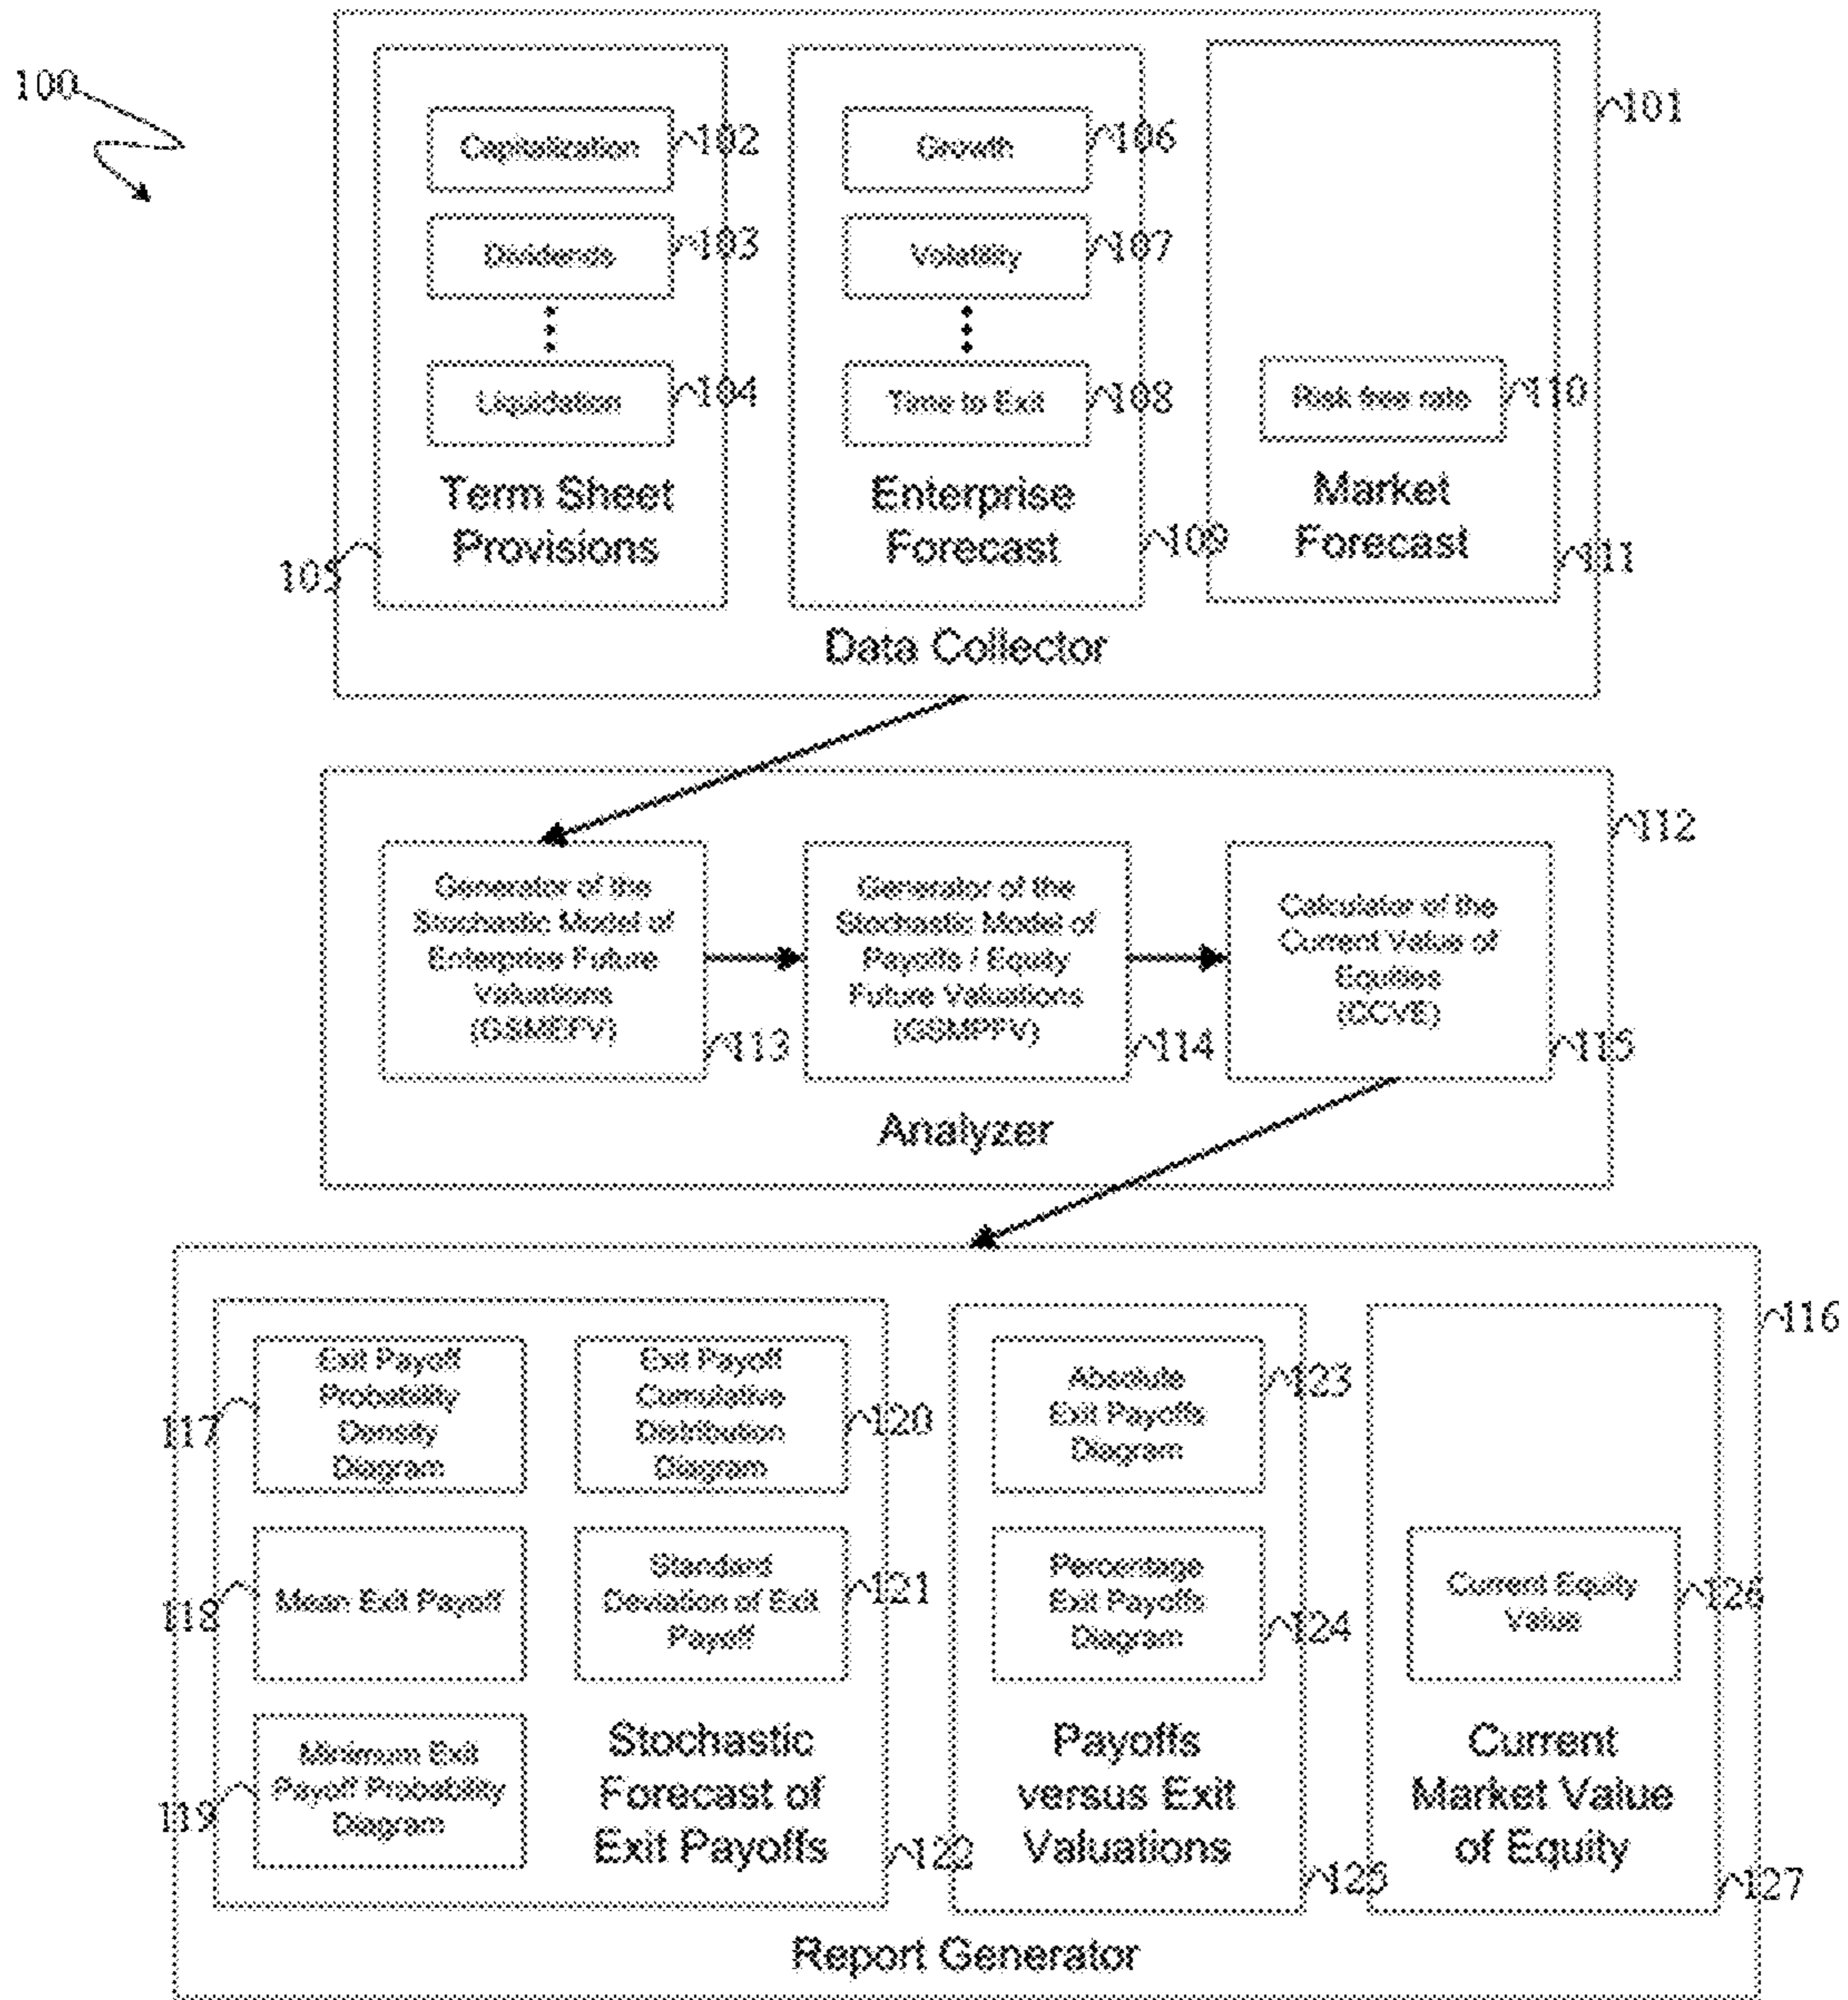 100
101
Capitalization
102
Dividends
103
Liquidation
104
Term Sheet
Provisions
105
Growth
106
Volatility
107
Time to Exit
108
Enterprise
Forecast
109
Risk free rate
110
Market
Forecast
111
Data Collector
112
Generator of the
Stochastic Model of
Enterprise Future
Valuations
(GSMEFV)
113
Generator of the
Stochastic Model of
Payoffs / Equity
Future Valuations
(GSMPFV)
114
Calculator of the
Current Value of
Equities
(CCVE)
115
Analyzer
116
Exit Payoff
Probability
Density
Diagram
117
Exit Payoff
Cumulative
Distribution
Diagram
120
Mean Exit Payoff
118
Standard
Deviation of Exit
Payoff
121
Minimum Exit
Payoff Probability
Diagram
119
Stochastic
Forecast of
Exit Payoffs
122
Absolute
Exit Payoffs
Diagram
123
Percentage
Exit Payoffs
Diagram
124
Payoffs
versus Exit
Valuations
125
Current Equity
Value
126
Current
Market Value
of Equity
127
Report Generator